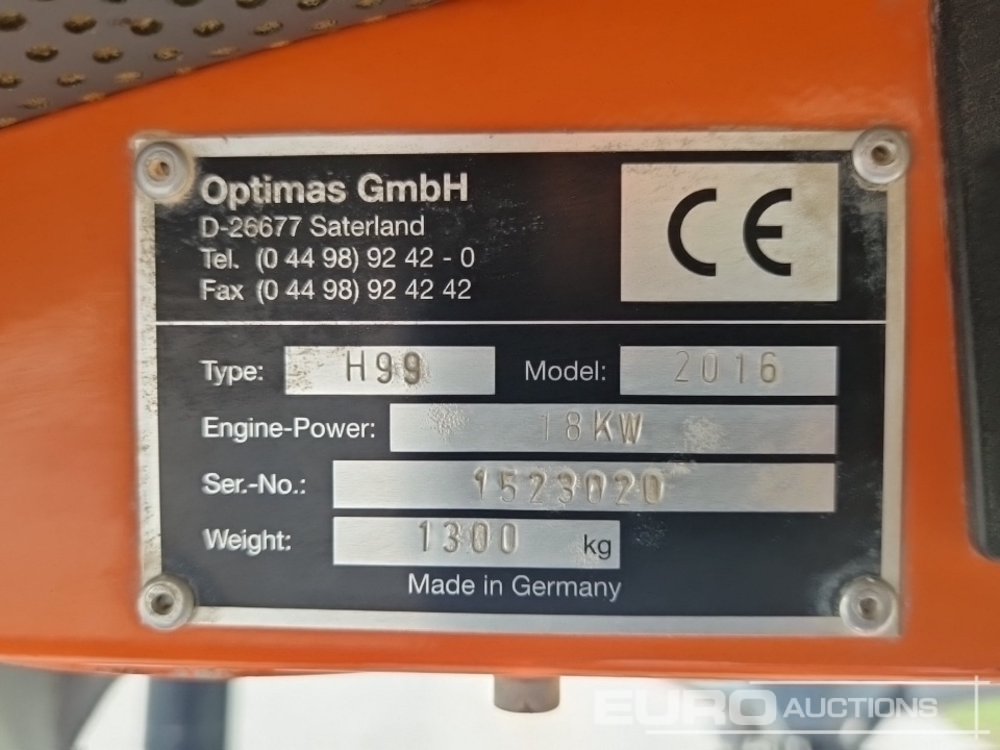 Optimas GmbH
D-26677 Saterland
Tel. (0 44 98) 92 42 - 0
Fax (0 44 98) 92 42 42
CE
Type: H99 Model: 2016
Engine-Power: 18KW
Ser.-No.: 1523020
Weight: 1300 kg
Made in Germany
EURO AUCTIONS